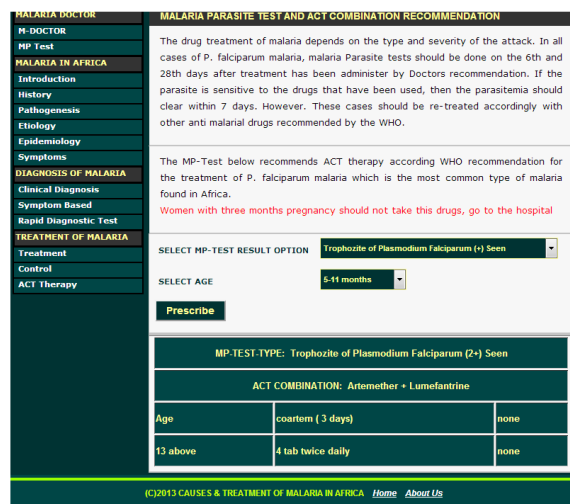 MALARIA DOCTOR
M-DOCTOR
MP Test
MALARIA IN AFRICA
Introduction
History
Pathogenesis
Etiology
Epidemiology
Symptoms
DIAGNOSIS OF MALARIA
Clinical Diagnosis
Symptom Based
Rapid Diagnostic Test
TREATMENT OF MALARIA
Treatment
Control
ACT Therapy
MALARIA PARASITE TEST AND ACT COMBINATION RECOMMENDATION
The drug treatment of malaria depends on the type and severity of the attack. In all
cases of P. falciparum malaria, malaria Parasite tests should be done on the 6th and
28th days after treatment has been administer by Doctors recommendation. If the
parasite is sensitive to the drugs that have been used, then the parasitemia should
clear within 7 days. However. These cases should be re-treated accordingly with
other anti malarial drugs recommended by the WHO.
The MP-Test below recommends ACT therapy according WHO recommendation for
the treatment of P. falciparum malaria which is the most common type of malaria
found in Africa.
Women with three months pregnancy should not take this drugs, go to the hospital
SELECT MP-TEST RESULT OPTION Trophozite of Plasmodium Falciparum (+) Seen
SELECT AGE 5-11 months
Prescribe
MP-TEST-TYPE: Trophozite of Plasmodium Falciparum (2+) Seen
ACT COMBINATION: Artemether + Lumefantrine
Age coartem ( 3 days) none
13 above 4 tab twice daily none
(C)2013 CAUSES & TREATMENT OF MALARIA IN AFRICA Home About Us